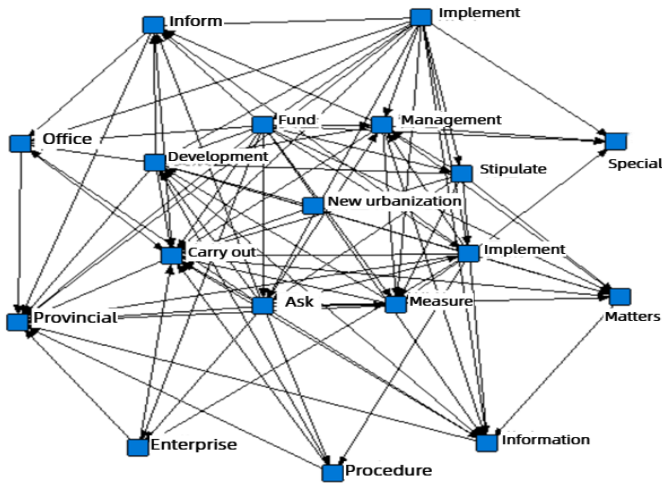 Implement
Inform
Fund
Management
Office
Development
Special
Stipulate
New urbanization
Carry out
Implement
Ask
Measure
Matters
Provincial
Enterprise
Information
Procedure